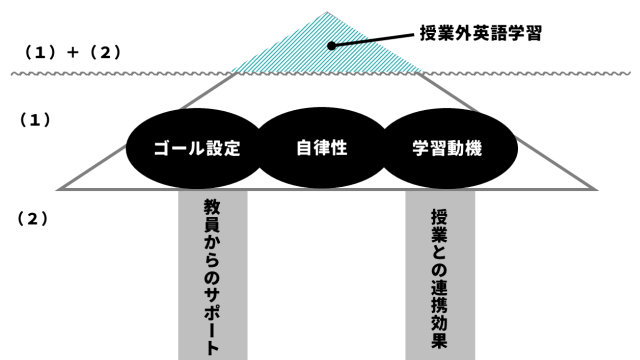 授業外英語学習
（１）＋（２）
（１）
ゴール設定
自律性
学習動機
（２）
教員からのサポート
授業との連携効果